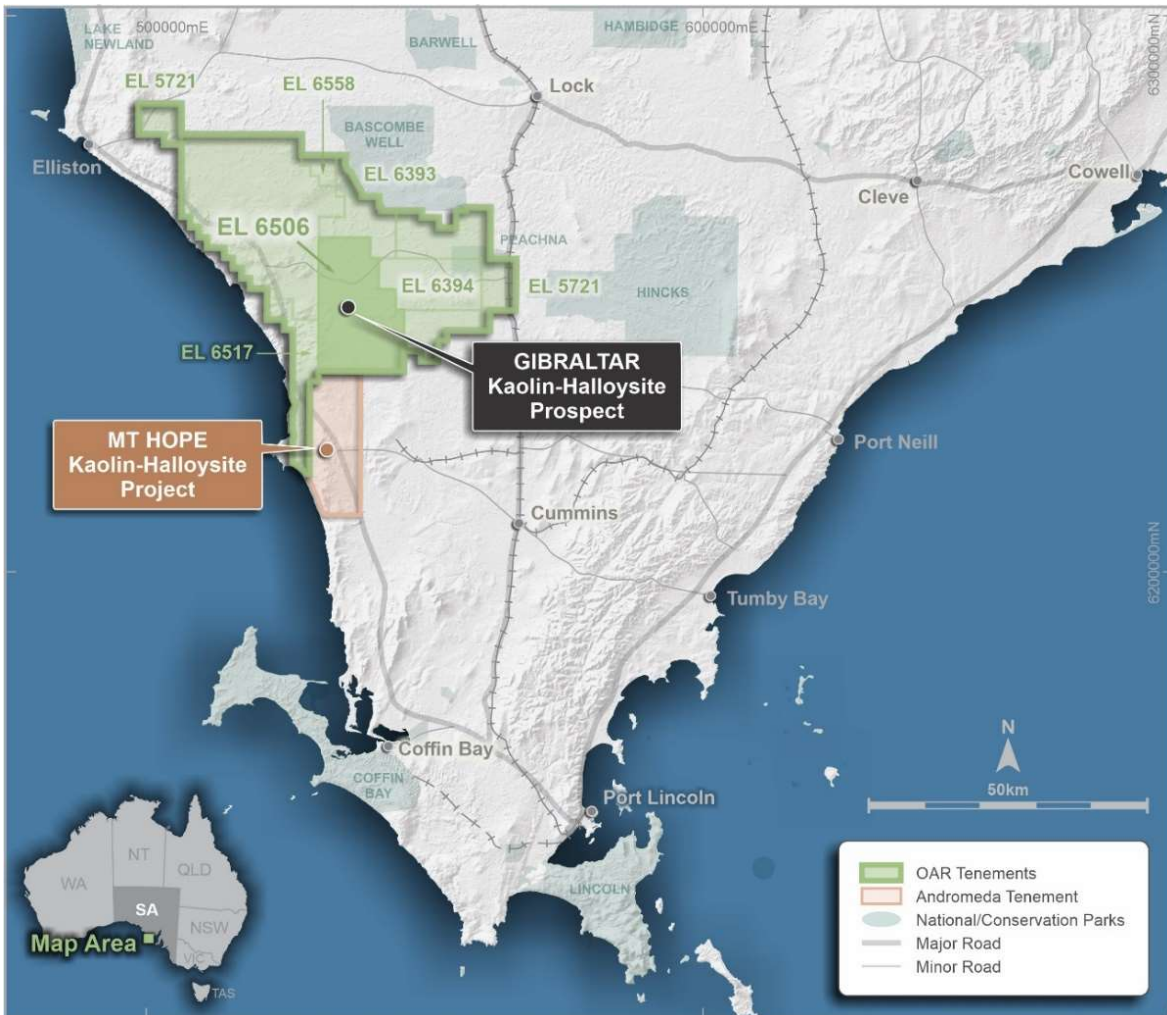 LAKE
NEWLAND
500000mE
BARWELL
HAMBIDGE
600000mE
6300000mN
EL 5721
EL 6558
Lock
BASCOMBE
WELL
Elliston
EL 6393
Cowell
Cleve
EL 6506
PEACHNA
EL 6394
EL 5721
HINCKS
EL 6517
GIBRALTAR
Kaolin-Halloysite
Prospect
MT HOPE
Kaolin-Halloysite
Project
Port Neill
Cummins
6200000mN
Tumby Bay
Coffin Bay
COFFIN
BAY
Port Lincoln
LINCOLN
N
50km
NT
QLD
WA
SA
NSW
Map Area
VIC
TAS
OAR Tenements
Andromeda Tenement
National/Conservation Parks
Major Road
Minor Road